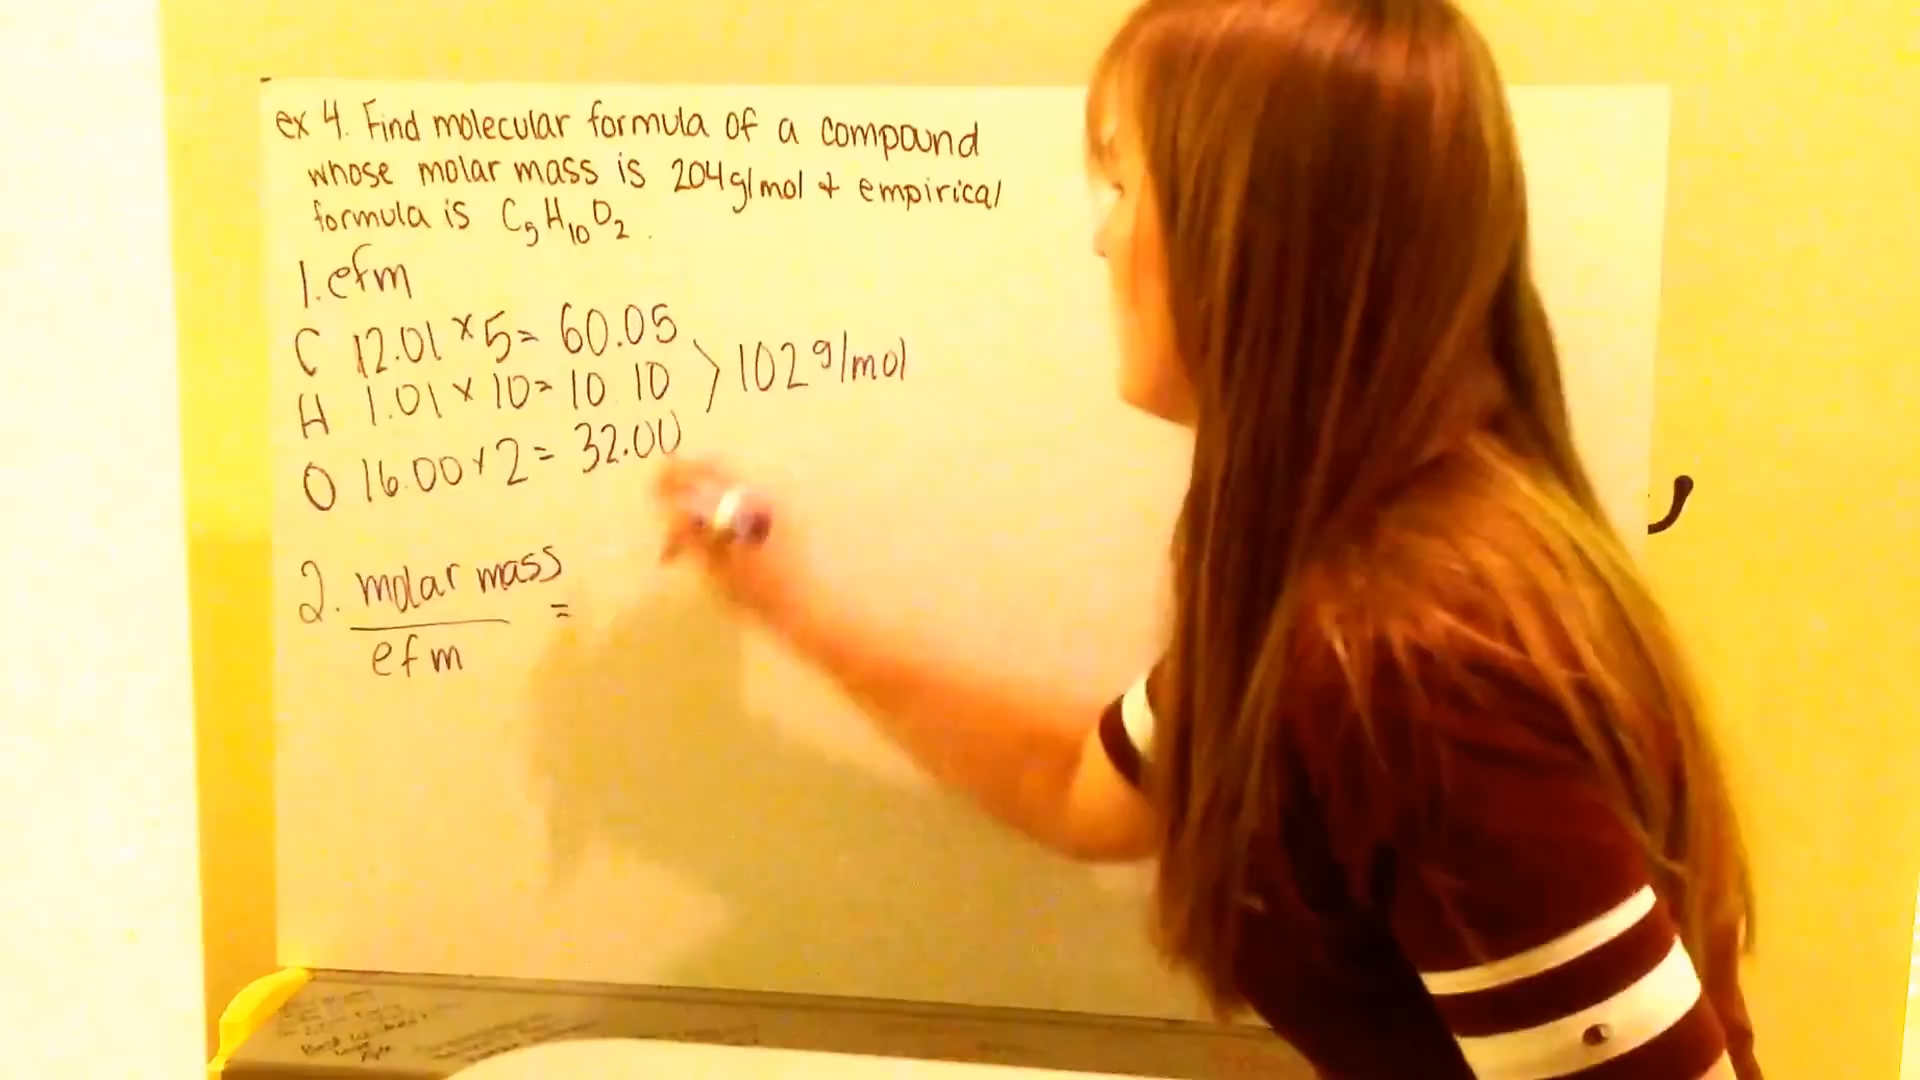 ex 4. Find molecular formula of a compound
whose molar mass is 204g/mol + empirical
formula is C₅H₁₀O₂.
1. efm
C 12.01 × 5 = 60.05
H 1.01 × 10 = 10.10
O 16.00 × 2 = 32.00
> 102 g/mol
2. molar mass
efm
=